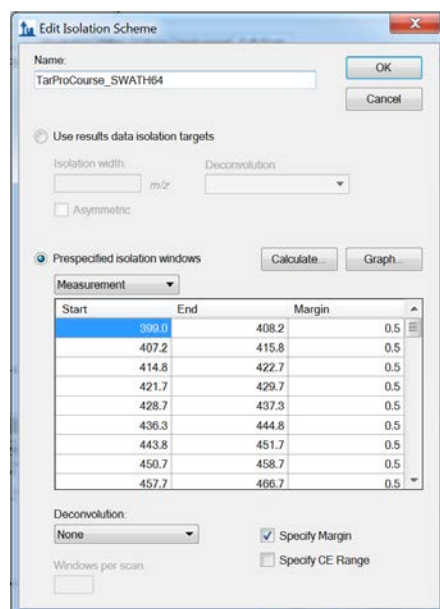 Edit Isolation Scheme
Name:
TarProCourse_SWATH64
OK
Cancel
Use results data isolation targets
Isolation width:
Deconvolution:
m/z
Asymmetric
Prespecified isolation windows
Calculate...
Graph...
Measurement
Start End Margin
399.0 408.2 0.5
407.2 415.8 0.5
414.8 422.7 0.5
421.7 429.7 0.5
428.7 437.3 0.5
436.3 444.8 0.5
443.8 451.7 0.5
450.7 458.7 0.5
457.7 466.7 0.5
Deconvolution:
None
Specify Margin
Windows per scan:
Specify CE Range